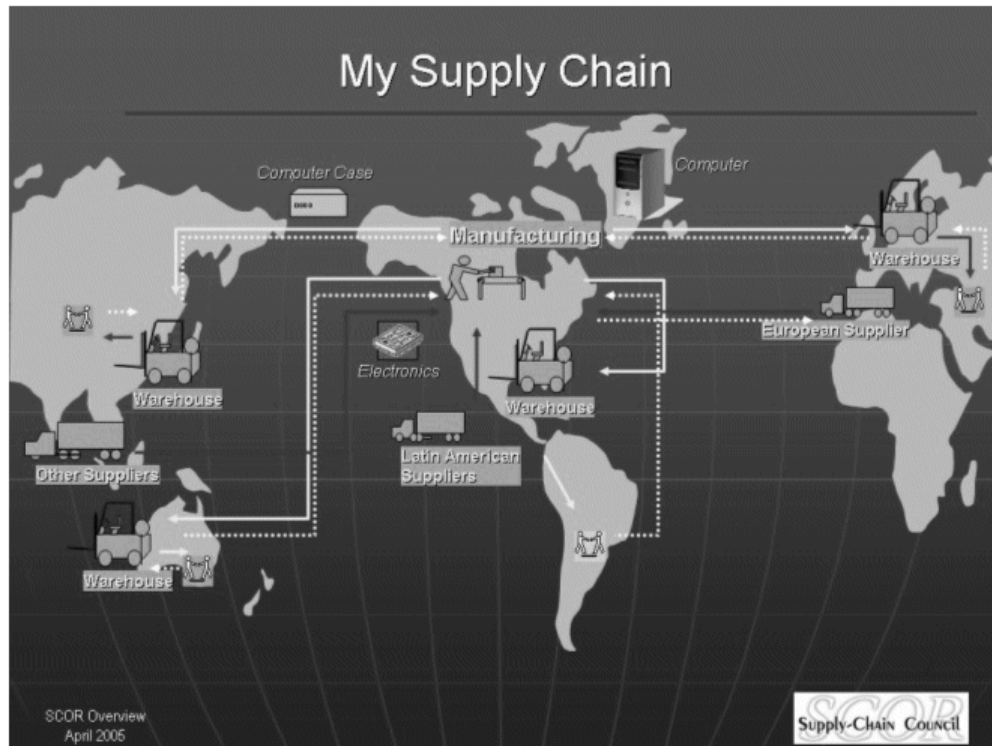 My Supply Chain
Computer Case
Computer
Manufacturing
Warehouse
European Supplier
Electronics
Warehouse
Warehouse
Other Suppliers
Latin American
Suppliers
Warehouse
SCOR Overview
April 2005
SCOR
SUPPLY-CHAIN COUNCIL